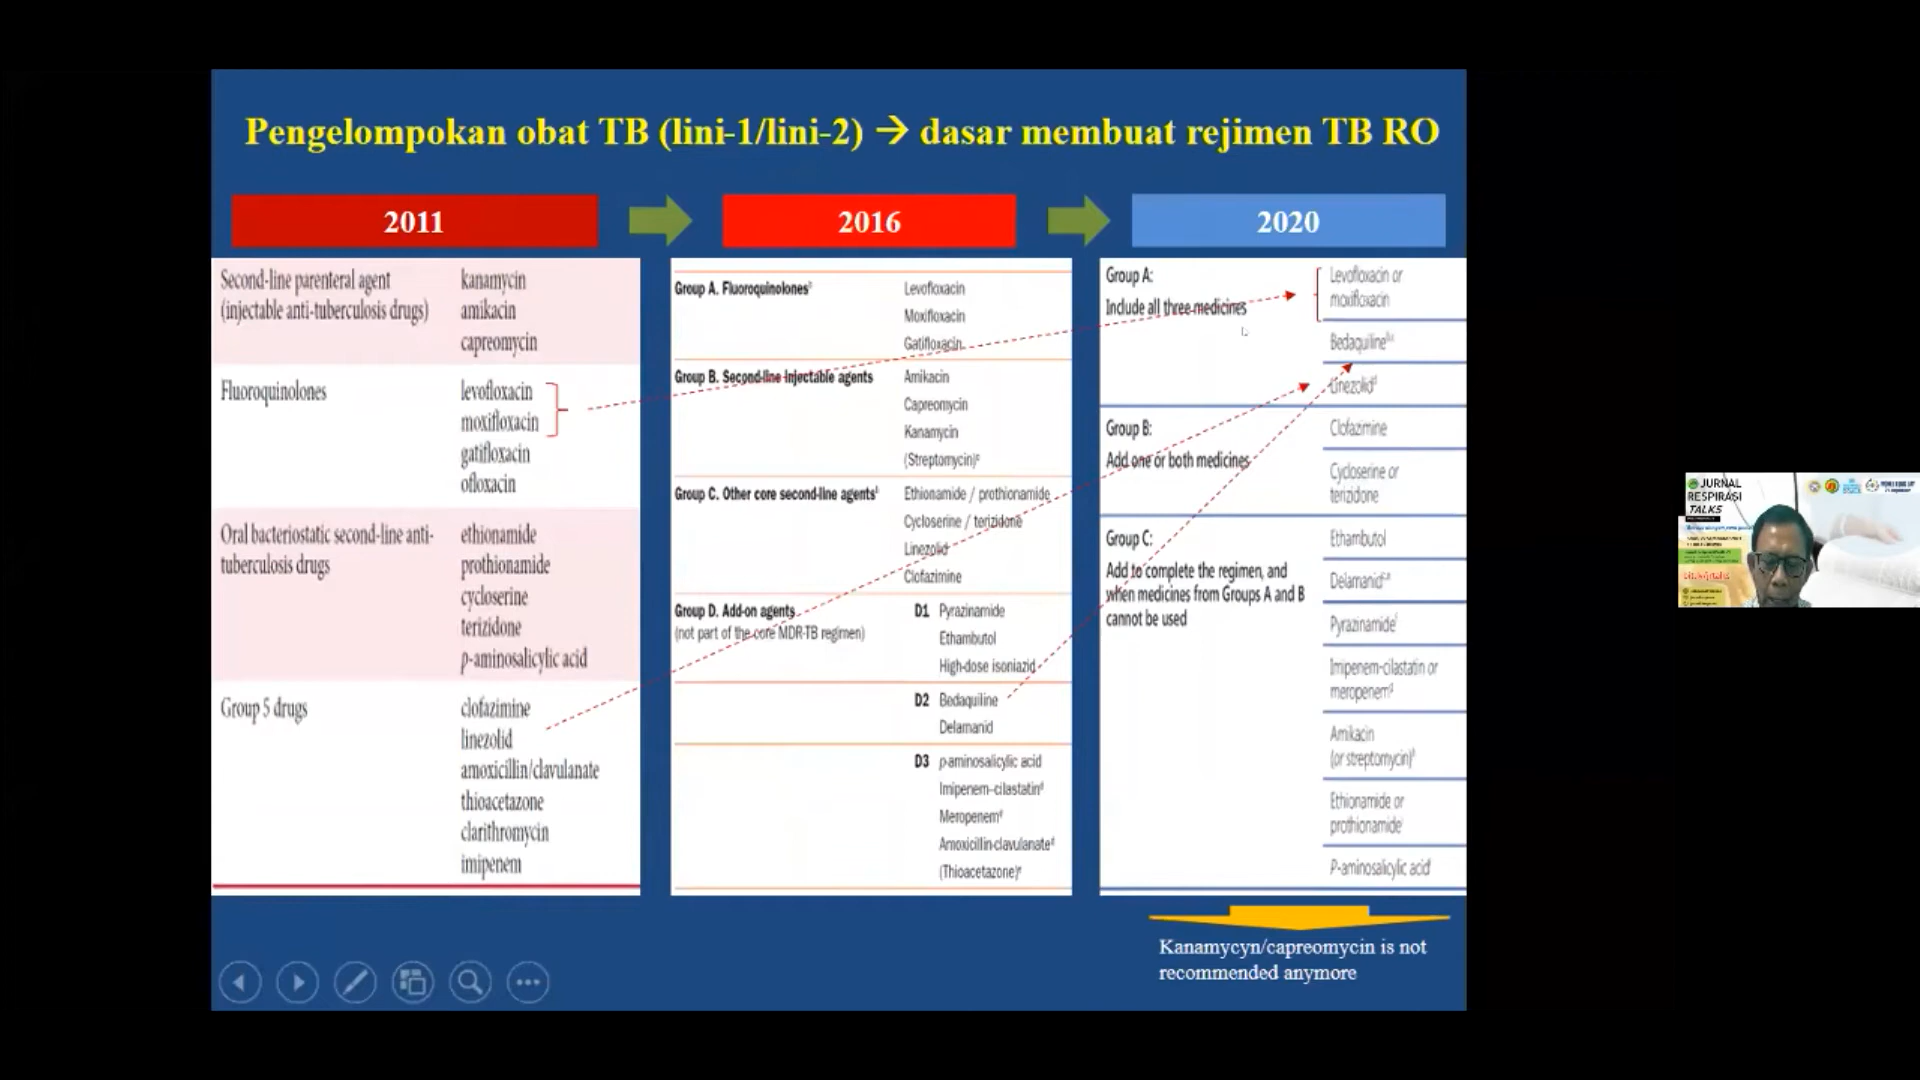 Pengelompokan obat TB (lini-1/lini-2) → dasar membuat rejimen TB RO
2011
2016
2020
Second-line parenteral agent
(injectable anti-tuberculosis drugs)
kanamycin
amikacin
capreomycin
Fluoroquinolones
levofloxacin
moxifloxacin
gatifloxacin
ofloxacin
Oral bacteriostatic second-line anti-
tuberculosis drugs
ethionamide
prothionamide
cycloserine
terizidone
p-aminosalicylic acid
Group 5 drugs
clofazimine
linezolid
amoxicillin/clavulanate
thioacetazone
clarithromycin
imipenem
Group A. Fluoroquinolones
Levofloxacin
Moxifloxacin
Gatifloxacin
Group B. Second-line injectable agents
Amikacin
Capreomycin
Kanamycin
(Streptomycin)
Group C. Other core second-line agents
Ethionamide / prothionamide
Cycloserine / terizidone
Linezolid
Clofazimine
Group D. Add-on agents
(not part of the core MDR-TB regimen)
D1 Pyrazinamide
Ethambutol
High-dose isoniazid
D2 Bedaquiline
Delamanid
D3 p-aminosalicylic acid
Imipenem–cilastatin
Meropenem
Amoxicillin-clavulanate
(Thioacetazone)
Group A:
Include all three medicines
Levofloxacin or
moxifloxacin
Bedaquiline
Linezolid
Group B:
Add one or both medicines
Clofazimine
Cycloserine or
terizidone
Group C:
Add to complete the regimen, and
when medicines from Groups A and B
cannot be used
Ethambutol
Delamanid
Pyrazinamide
Imipenem-cilastatin or
meropenem
Amikacin
(or streptomycin)
Ethionamide or
prothionamide
P-aminosalicylic acid
Kanamycyn/capreomycin is not
recommended anymore
JURNAL
RESPIRASI
TALKS